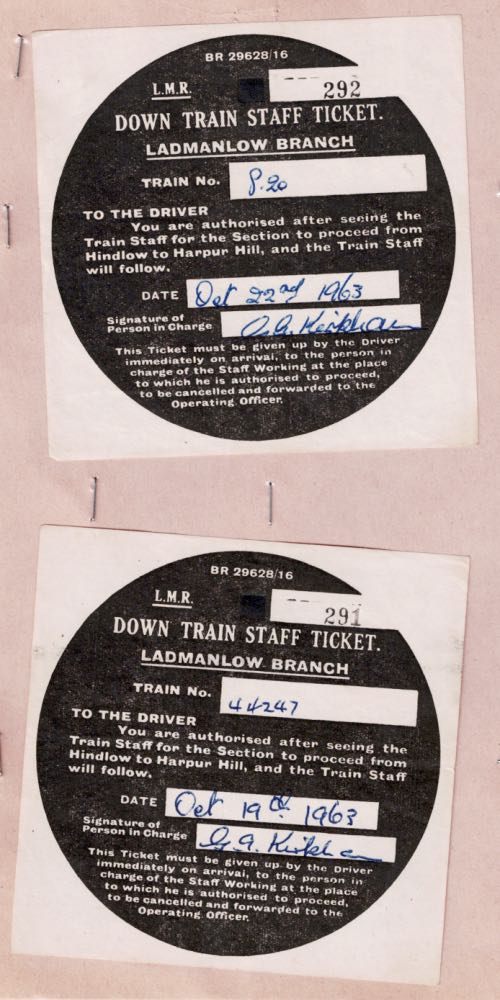 BR 29628/16
L.M.R.
292
DOWN TRAIN STAFF TICKET.
LADMANLOW BRANCH
TRAIN No. 8.20
TO THE DRIVER
You are authorised after seeing the
Train Staff for the Section to proceed from
Hindlow to Harpur Hill, and the Train Staff
will follow.
DATE Oct 22nd 1963
Signature of
Person in Charge
This Ticket must be given up by the Driver
immediately on arrival, to the person in
charge of the Staff Working at the place
to which he is authorised to proceed,
to be cancelled and forwarded to the
Operating Officer.
BR 29628/16
L.M.R.
291
DOWN TRAIN STAFF TICKET.
LADMANLOW BRANCH
TRAIN No. 44247
TO THE DRIVER
You are authorised after seeing the
Train Staff for the Section to proceed from
Hindlow to Harpur Hill, and the Train Staff
will follow.
DATE Oct 19th 1963
Signature of
Person in Charge
This Ticket must be given up by the Driver
immediately on arrival, to the person in
charge of the Staff Working at the place
to which he is authorised to proceed,
to be cancelled and forwarded to the
Operating Officer.